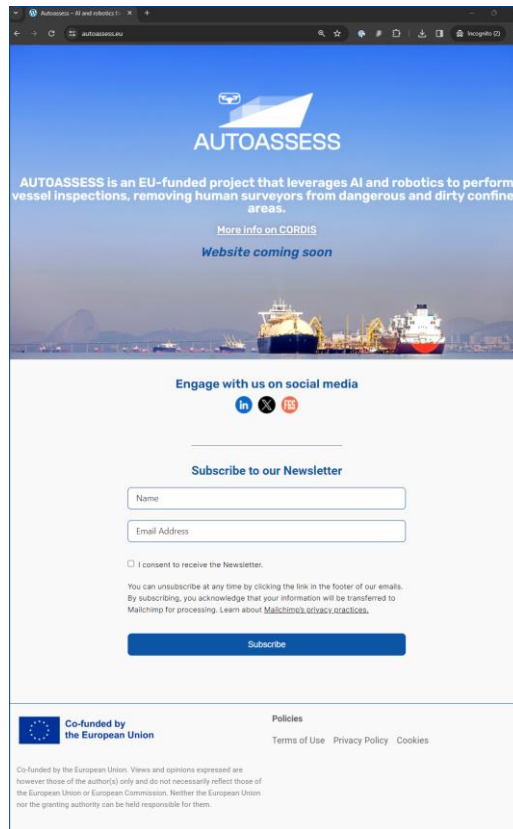 Autoassess – AI and robotics f
autoassess.eu
Incognito (2)
AUTOASSESS
AUTOASSESS is an EU-funded project that leverages AI and robotics to perform
vessel inspections, removing human surveyors from dangerous and dirty confine
areas.
More info on CORDIS
Website coming soon
Engage with us on social media
in
X
Subscribe to our Newsletter
Name
Email Address
I consent to receive the Newsletter.
You can unsubscribe at any time by clicking the link in the footer of our emails.
By subscribing, you acknowledge that your information will be transferred to
Mailchimp for processing. Learn about Mailchimp's privacy practices.
Subscribe
Co-funded by
the European Union
Policies
Terms of Use Privacy Policy Cookies
Co-funded by the European Union. Views and opinions expressed are
however those of the author(s) only and do not necessarily reflect those of
the European Union or European Commission. Neither the European Union
nor the granting authority can be held responsible for them.